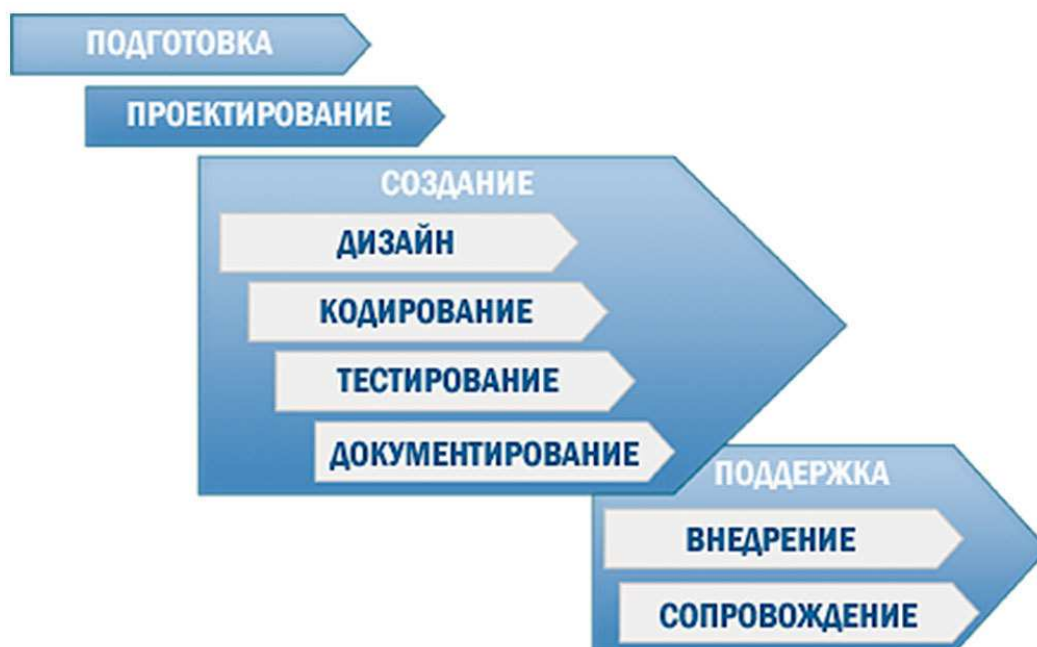 ПОДГОТОВКА
ПРОЕКТИРОВАНИЕ
СОЗДАНИЕ
ДИЗАЙН
КОДИРОВАНИЕ
ТЕСТИРОВАНИЕ
ДОКУМЕНТИРОВАНИЕ
ПОДДЕРЖКА
ВНЕДРЕНИЕ
СОПРОВОЖДЕНИЕ